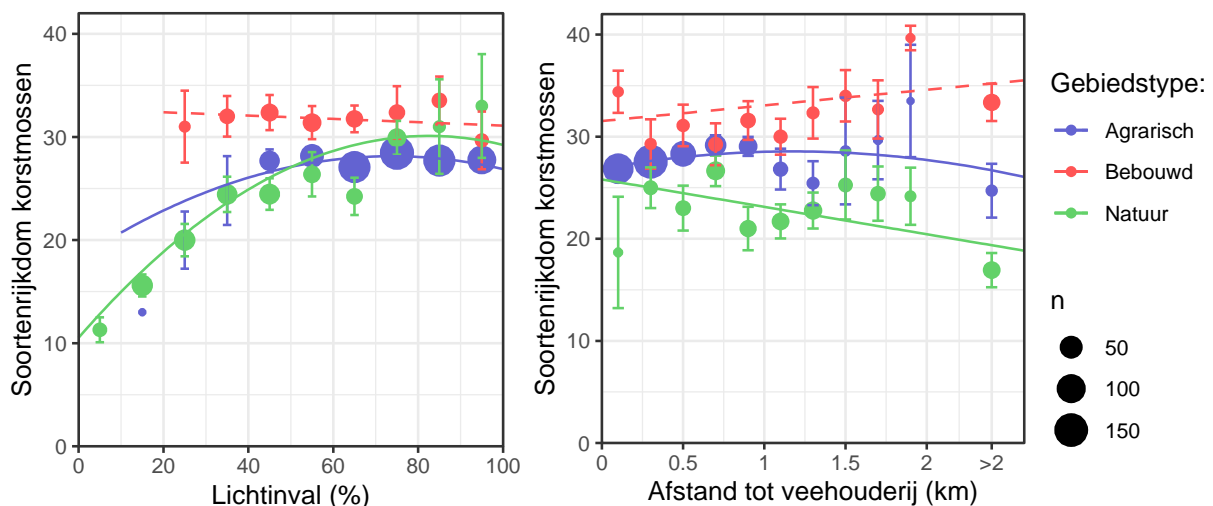 Soortenrijkdom korstmossen
40
30
20
10
0
0 20 40 60 80 100
Lichtinval (%)
Soortenrijkdom korstmossen
40
30
20
10
0
0 0.5 1 1.5 2 >2
Afstand tot veehouderij (km)
Gebiedstype:
Agrarisch
Bebouwd
Natuur
n
50
100
150